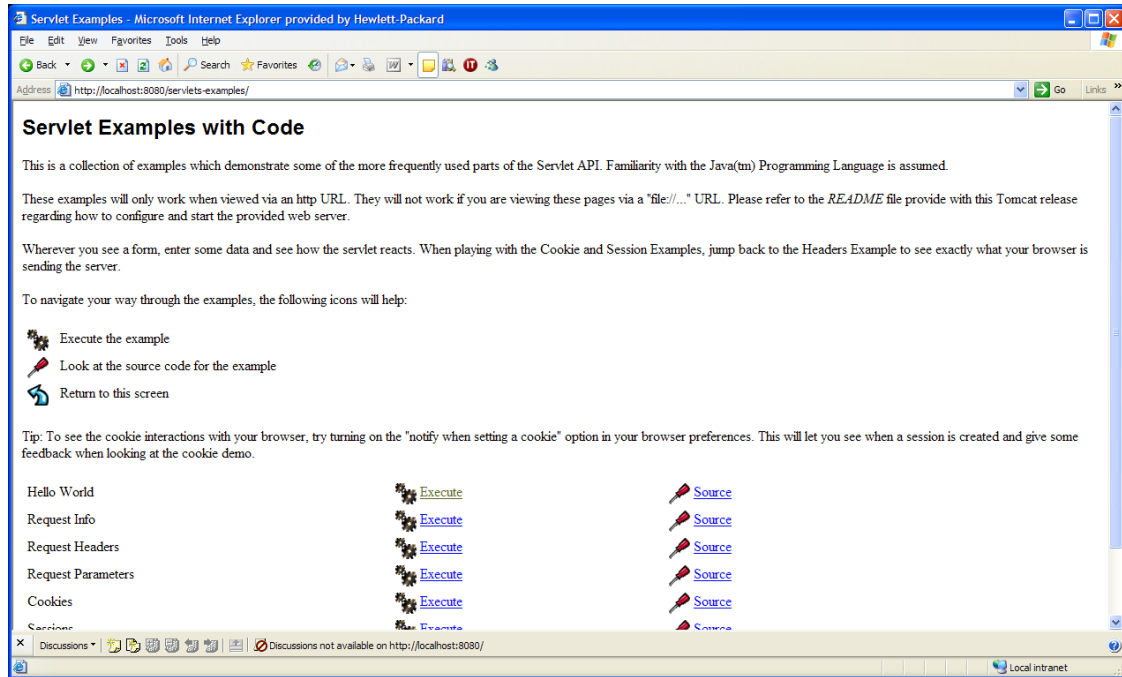 Servlet Examples - Microsoft Internet Explorer provided by Hewlett-Packard
File Edit View Favorites Tools Help
Back Search Favorites
Address http://localhost:8080/servlets-examples/ Go Links »
Servlet Examples with Code
This is a collection of examples which demonstrate some of the more frequently used parts of the Servlet API. Familiarity with the Java(tm) Programming Language is assumed.
These examples will only work when viewed via an http URL. They will not work if you are viewing these pages via a "file://..." URL. Please refer to the README file provide with this Tomcat release
regarding how to configure and start the provided web server.
Wherever you see a form, enter some data and see how the servlet reacts. When playing with the Cookie and Session Examples, jump back to the Headers Example to see exactly what your browser is
sending the server.
To navigate your way through the examples, the following icons will help:
Execute the example
Look at the source code for the example
Return to this screen
Tip: To see the cookie interactions with your browser, try turning on the "notify when setting a cookie" option in your browser preferences. This will let you see when a session is created and give some
feedback when looking at the cookie demo.
Hello World Execute Source
Request Info Execute Source
Request Headers Execute Source
Request Parameters Execute Source
Cookies Execute Source
Sessions Execute Source
Discussions Discussions not available on http://localhost:8080/
Local intranet